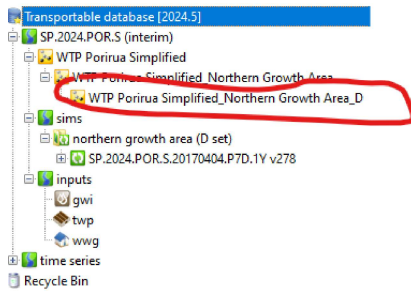 Transportable database [2024.5]
SP.2024.POR.S (interim)
WTP Porirua Simplified
WTP Porirua Simplified_Northern Growth Area
WTP Porirua Simplified_Northern Growth Area_D
sims
northern growth area (D set)
SP.2024.POR.S.20170404.P7D.1Y v278
inputs
gwi
twp
wwg
time series
Recycle Bin